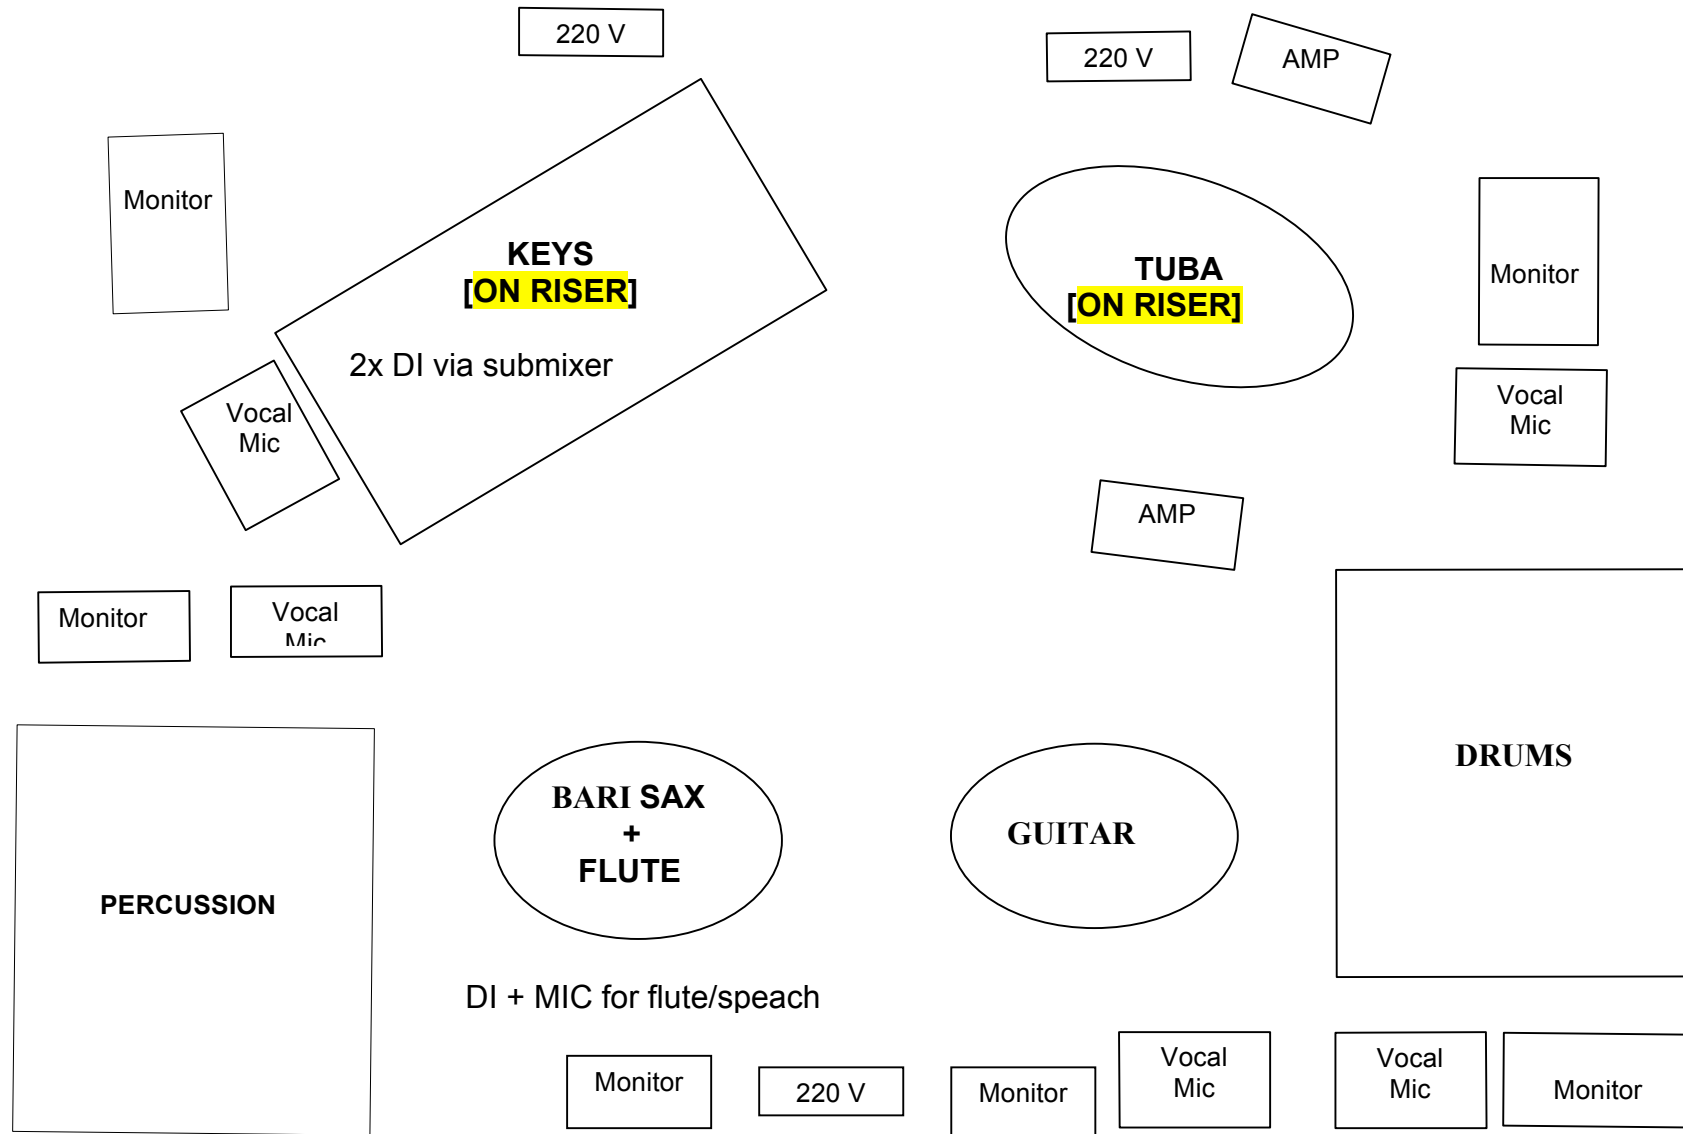 220 V
220 V
AMP
Monitor
KEYS
[ON RISER]
2x DI via submixer
TUBA
[ON RISER]
Monitor
Vocal
Mic
Vocal
Mic
AMP
Monitor
Vocal
Mic
PERCUSSION
BARI SAX
+
FLUTE
GUITAR
DRUMS
DI + MIC for flute/speach
Monitor
220 V
Monitor
Vocal
Mic
Vocal
Mic
Monitor